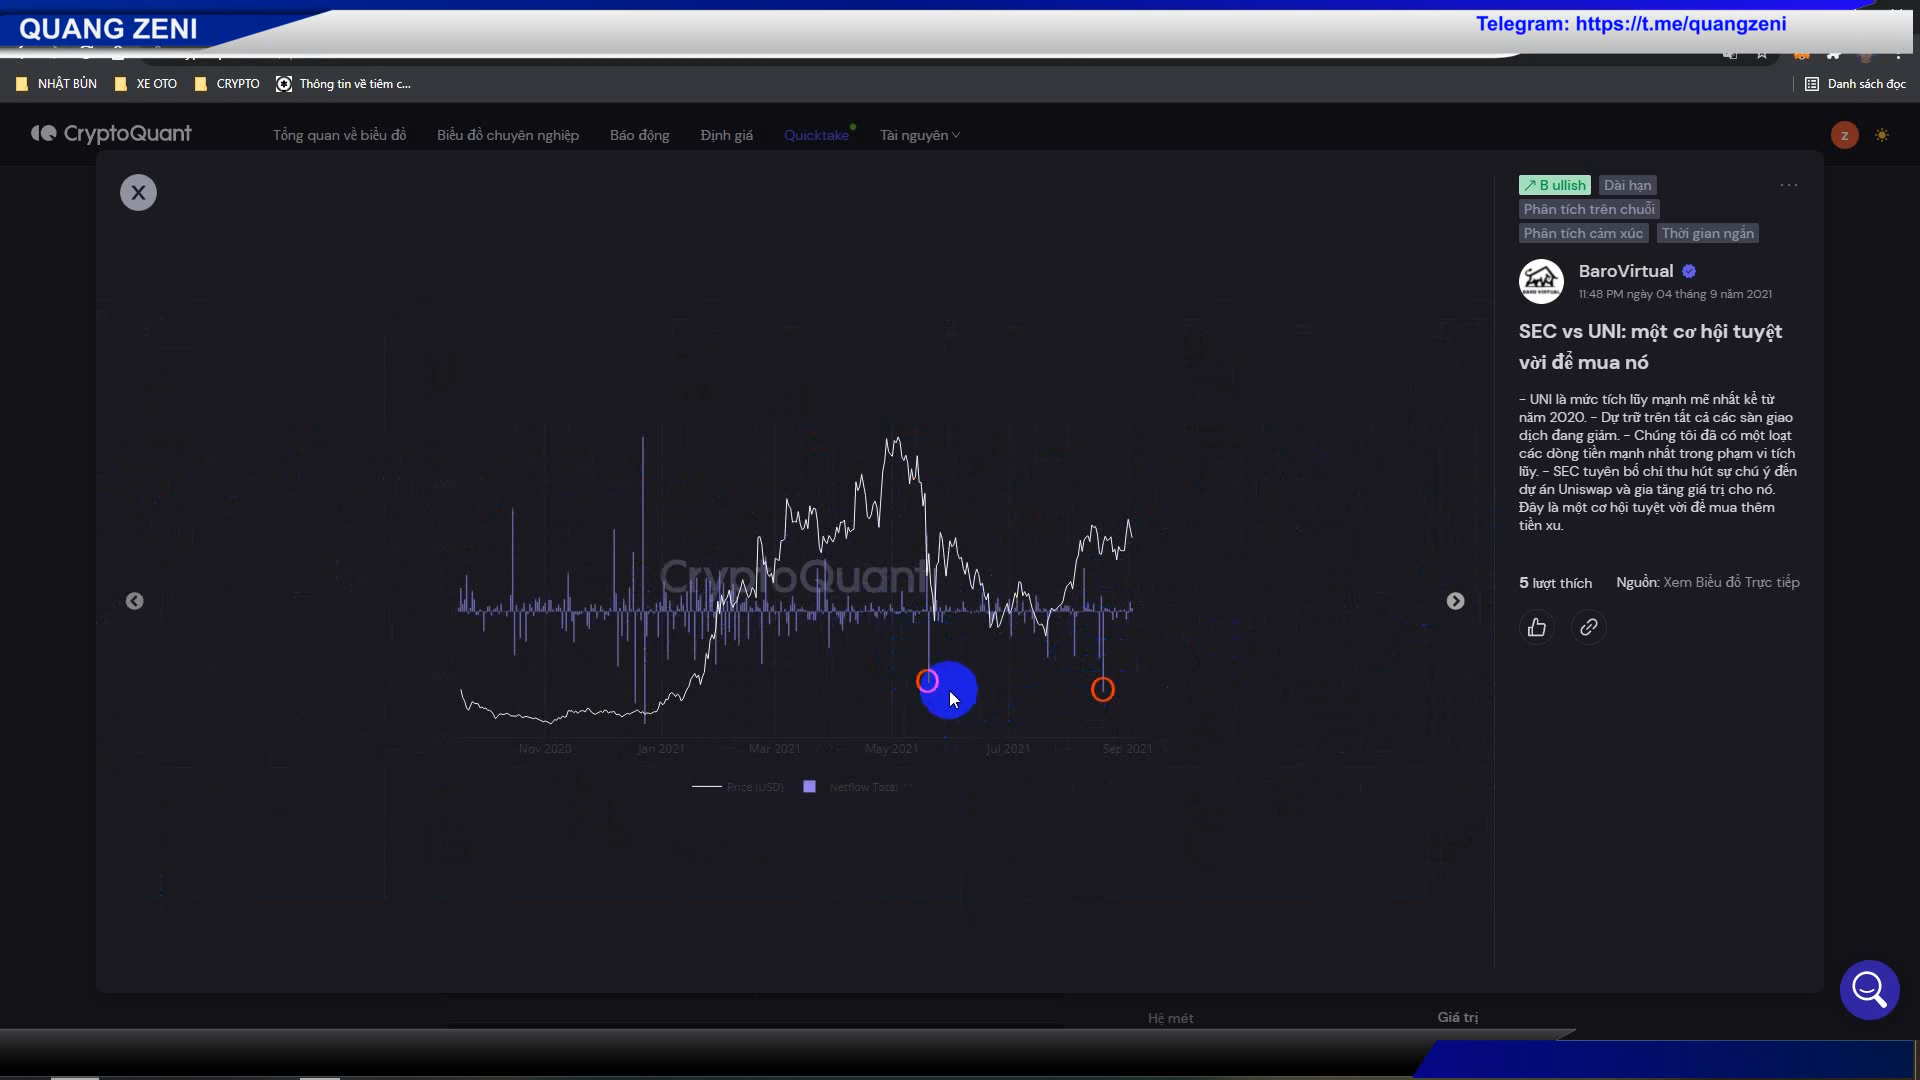 QUANG ZENI
Telegram: https://t.me/quangzeni
NHẬT BỦN
XE OTO
CRYPTO
Thông tin về tiêm c...
Danh sách đọc
CryptoQuant
Tổng quan về biểu đồ
Biểu đồ chuyên nghiệp
Báo động
Định giá
Quicktake
Tài nguyên
z
X
B ullish
Dài hạn
Phân tích trên chuỗi
Phân tích cảm xúc
Thời gian ngắn
BaroVirtual
11:48 PM ngày 04 tháng 9 năm 2021
SEC vs UNI: một cơ hội tuyệt
vời để mua nó
- UNI là mức tích lũy mạnh mẽ nhất kể từ
năm 2020. - Dự trữ trên tất cả các sàn giao
dịch đang giảm. - Chúng tôi đã có một loạt
các dòng tiền mạnh nhất trong phạm vi tích
lũy. - SEC tuyên bố chỉ thu hút sự chú ý đến
dự án Uniswap và gia tăng giá trị cho nó.
Đây là một cơ hội tuyệt vời để mua thêm
tiền xu.
5 lượt thích
Nguồn: Xem Biểu đồ Trực tiếp
CryptoQuant
Nov 2020
Jan 2021
Mar 2021
May 2021
Jul 2021
Sep 2021
Price (USD)
Netflow Total
Hệ mét
Giá trị